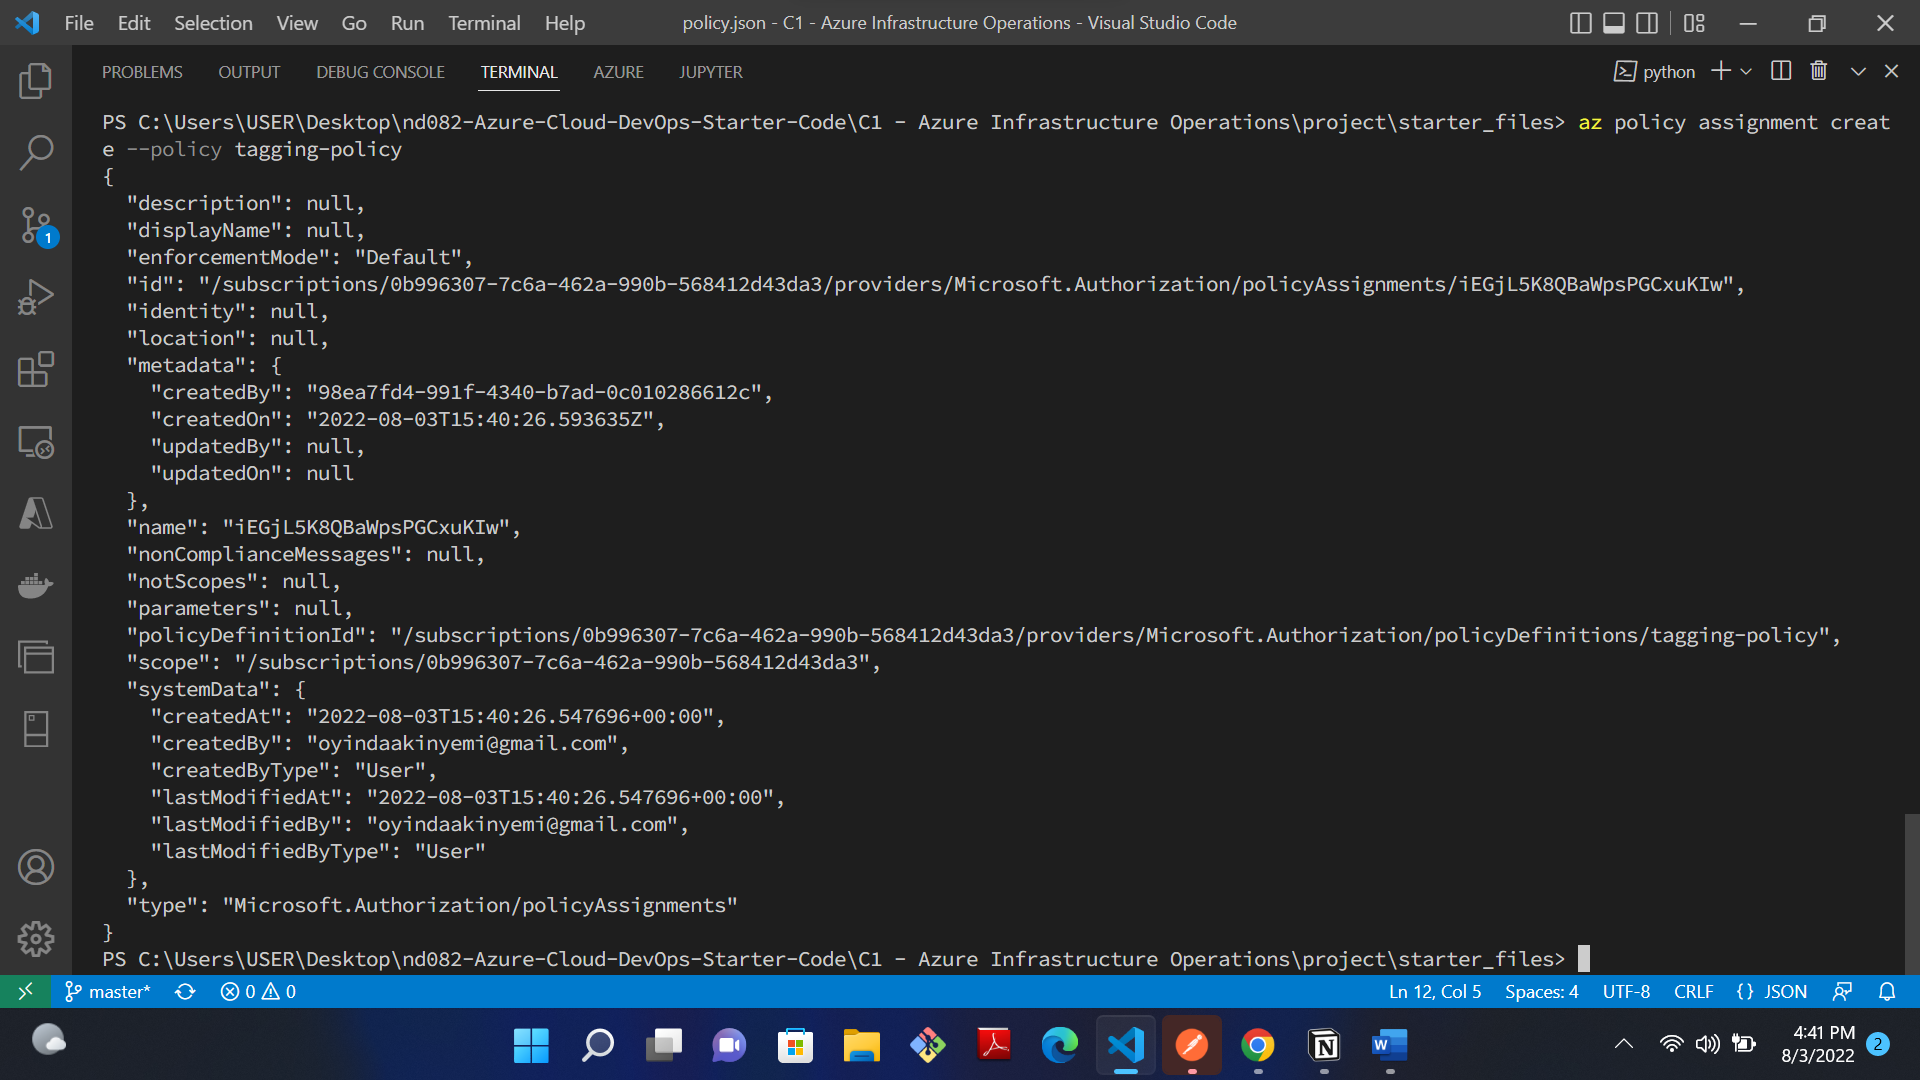 File Edit Selection View Go Run Terminal Help policy.json - C1 - Azure Infrastructure Operations - Visual Studio Code
PROBLEMS OUTPUT DEBUG CONSOLE TERMINAL AZURE JUPYTER python
PS C:\Users\USER\Desktop\nd082-Azure-Cloud-DevOps-Starter-Code\C1 - Azure Infrastructure Operations\project\starter_files> az policy assignment creat
e --policy tagging-policy
{
  "description": null,
  "displayName": null,
  "enforcementMode": "Default",
  "id": "/subscriptions/0b996307-7c6a-462a-990b-568412d43da3/providers/Microsoft.Authorization/policyAssignments/iEGjL5K8QBaWpsPGCxuKIw",
  "identity": null,
  "location": null,
  "metadata": {
    "createdBy": "98ea7fd4-991f-4340-b7ad-0c010286612c",
    "createdOn": "2022-08-03T15:40:26.593635Z",
    "updatedBy": null,
    "updatedOn": null
  },
  "name": "iEGjL5K8QBaWpsPGCxuKIw",
  "nonComplianceMessages": null,
  "notScopes": null,
  "parameters": null,
  "policyDefinitionId": "/subscriptions/0b996307-7c6a-462a-990b-568412d43da3/providers/Microsoft.Authorization/policyDefinitions/tagging-policy",
  "scope": "/subscriptions/0b996307-7c6a-462a-990b-568412d43da3",
  "systemData": {
    "createdAt": "2022-08-03T15:40:26.547696+00:00",
    "createdBy": "oyindaakinyemi@gmail.com",
    "createdByType": "User",
    "lastModifiedAt": "2022-08-03T15:40:26.547696+00:00",
    "lastModifiedBy": "oyindaakinyemi@gmail.com",
    "lastModifiedByType": "User"
  },
  "type": "Microsoft.Authorization/policyAssignments"
}
PS C:\Users\USER\Desktop\nd082-Azure-Cloud-DevOps-Starter-Code\C1 - Azure Infrastructure Operations\project\starter_files>
1
master* 0 0 Ln 12, Col 5 Spaces: 4 UTF-8 CRLF {} JSON
4:41 PM
8/3/2022 2